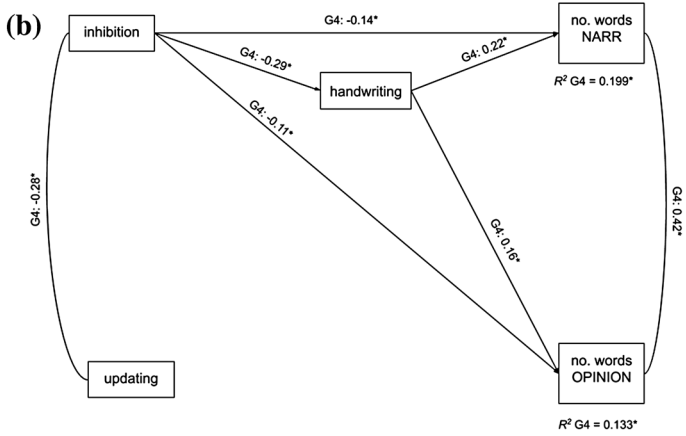 (b)
inhibition
G4: -0.14*
no. words
NARR
R² G4 = 0.199*
G4: -0.29*
G4: 0.22*
handwriting
G4: -0.11*
G4: -0.28*
G4: 0.42*
G4: 0.16*
updating
no. words
OPINION
R² G4 = 0.133*